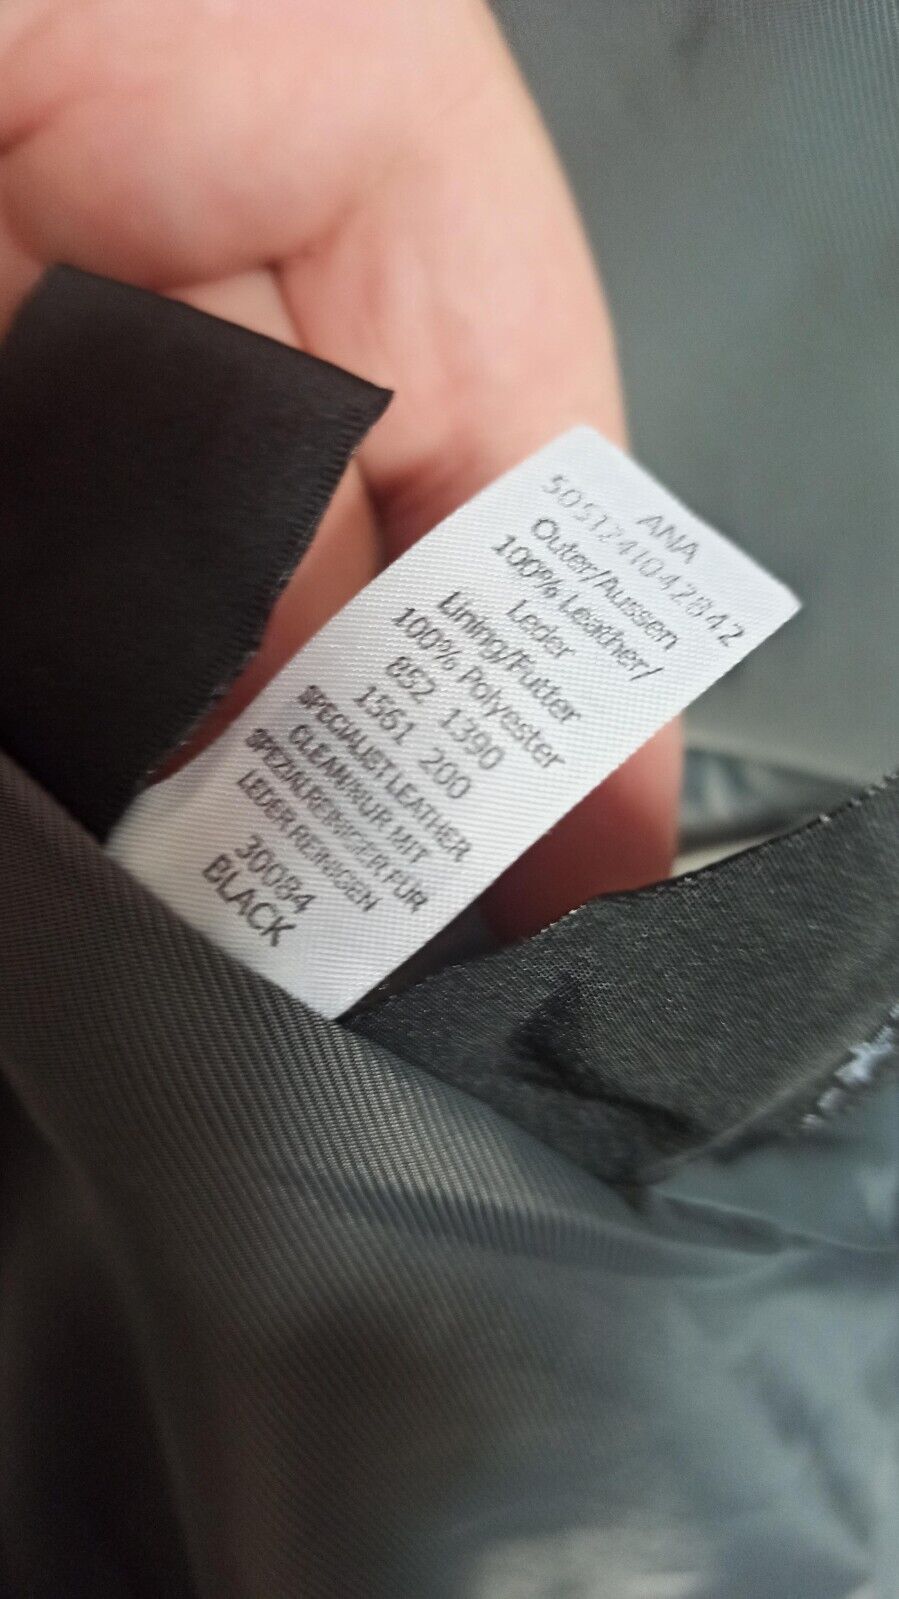 ANA
5051241042842
Outer/Aussen
100% Leather/
Leder
Lining/Futter
100% Polyester
852 1390
1561 200
SPECIALIST LEATHER
CLEAN/NUR MIT
SPEZIALREINIGER FUR
LEDER REINIGEN
30084
BLACK